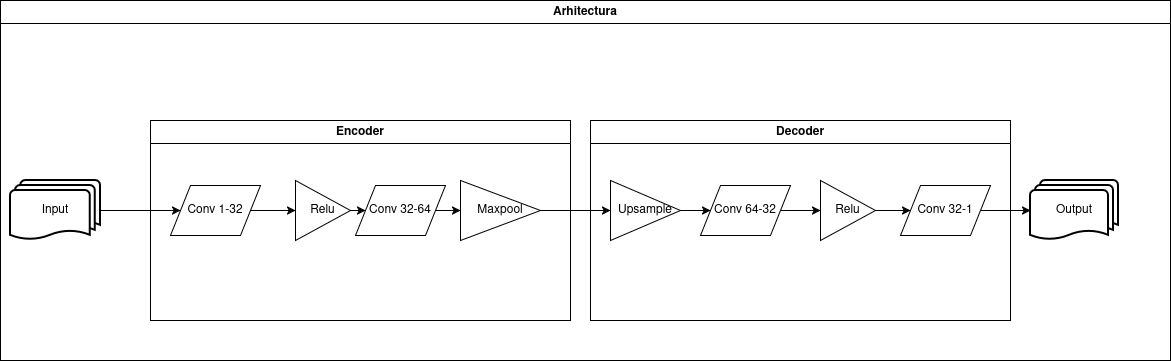 Arhitectura
Encoder
Decoder
Input
Conv 1-32
Relu
Conv 32-64
Maxpool
Upsample
Conv 64-32
Relu
Conv 32-1
Output